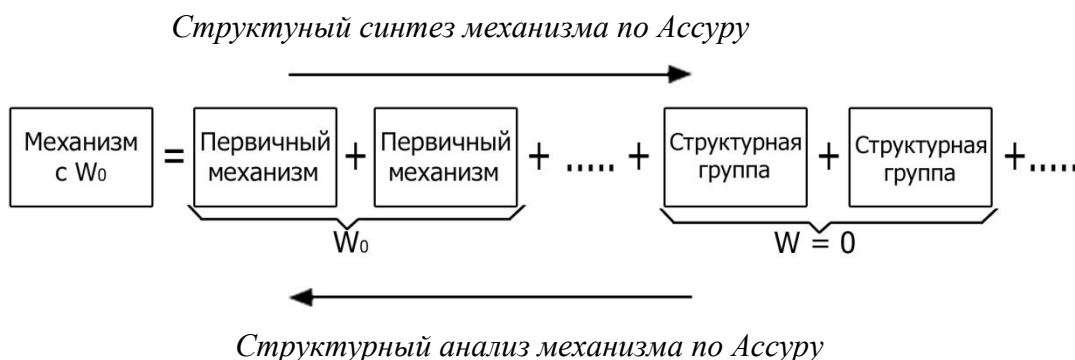 Структуный синтез механизма по Ассуру
Механизм с W₀ = Первичный механизм + Первичный механизм + ..... + Структурная группа + Структурная группа +.....
W₀
W = 0
Структурный анализ механизма по Ассуру